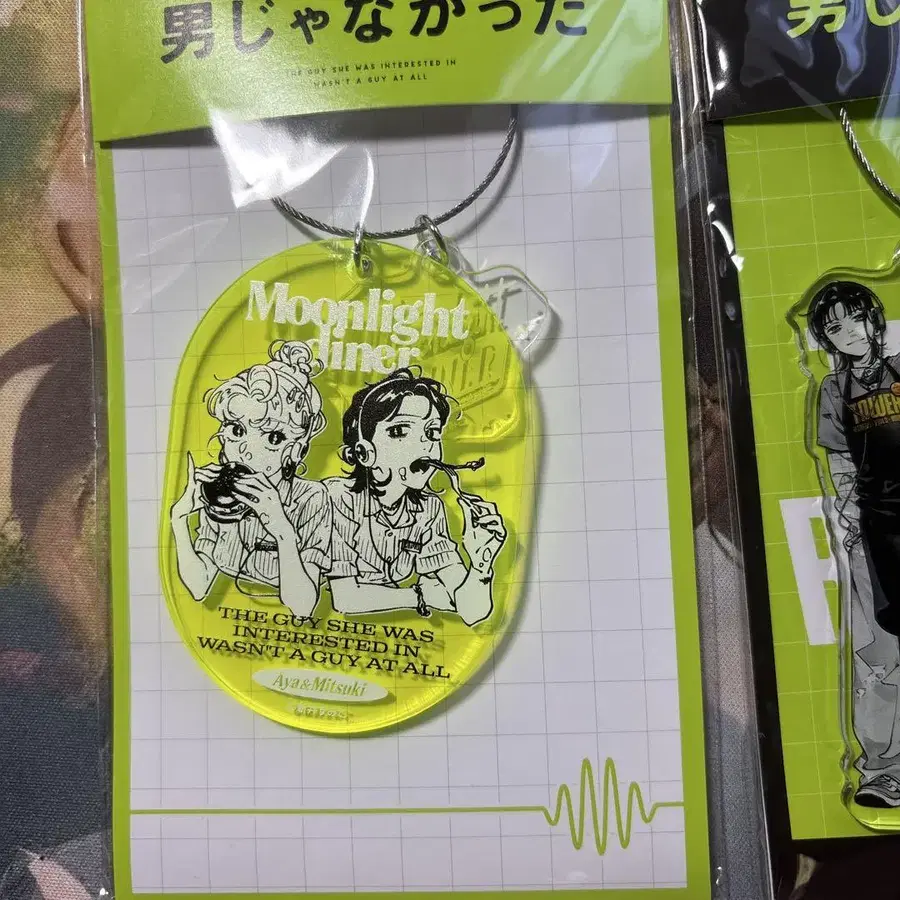 男じゃなかった
THE GUY SHE WAS INTERESTED IN
WASN'T A GUY AT ALL
Moonlight
diner
THE GUY SHE WAS
INTERESTED IN
WASN'T A GUY AT ALL
Aya&Mitsuki
男じ
TOWER